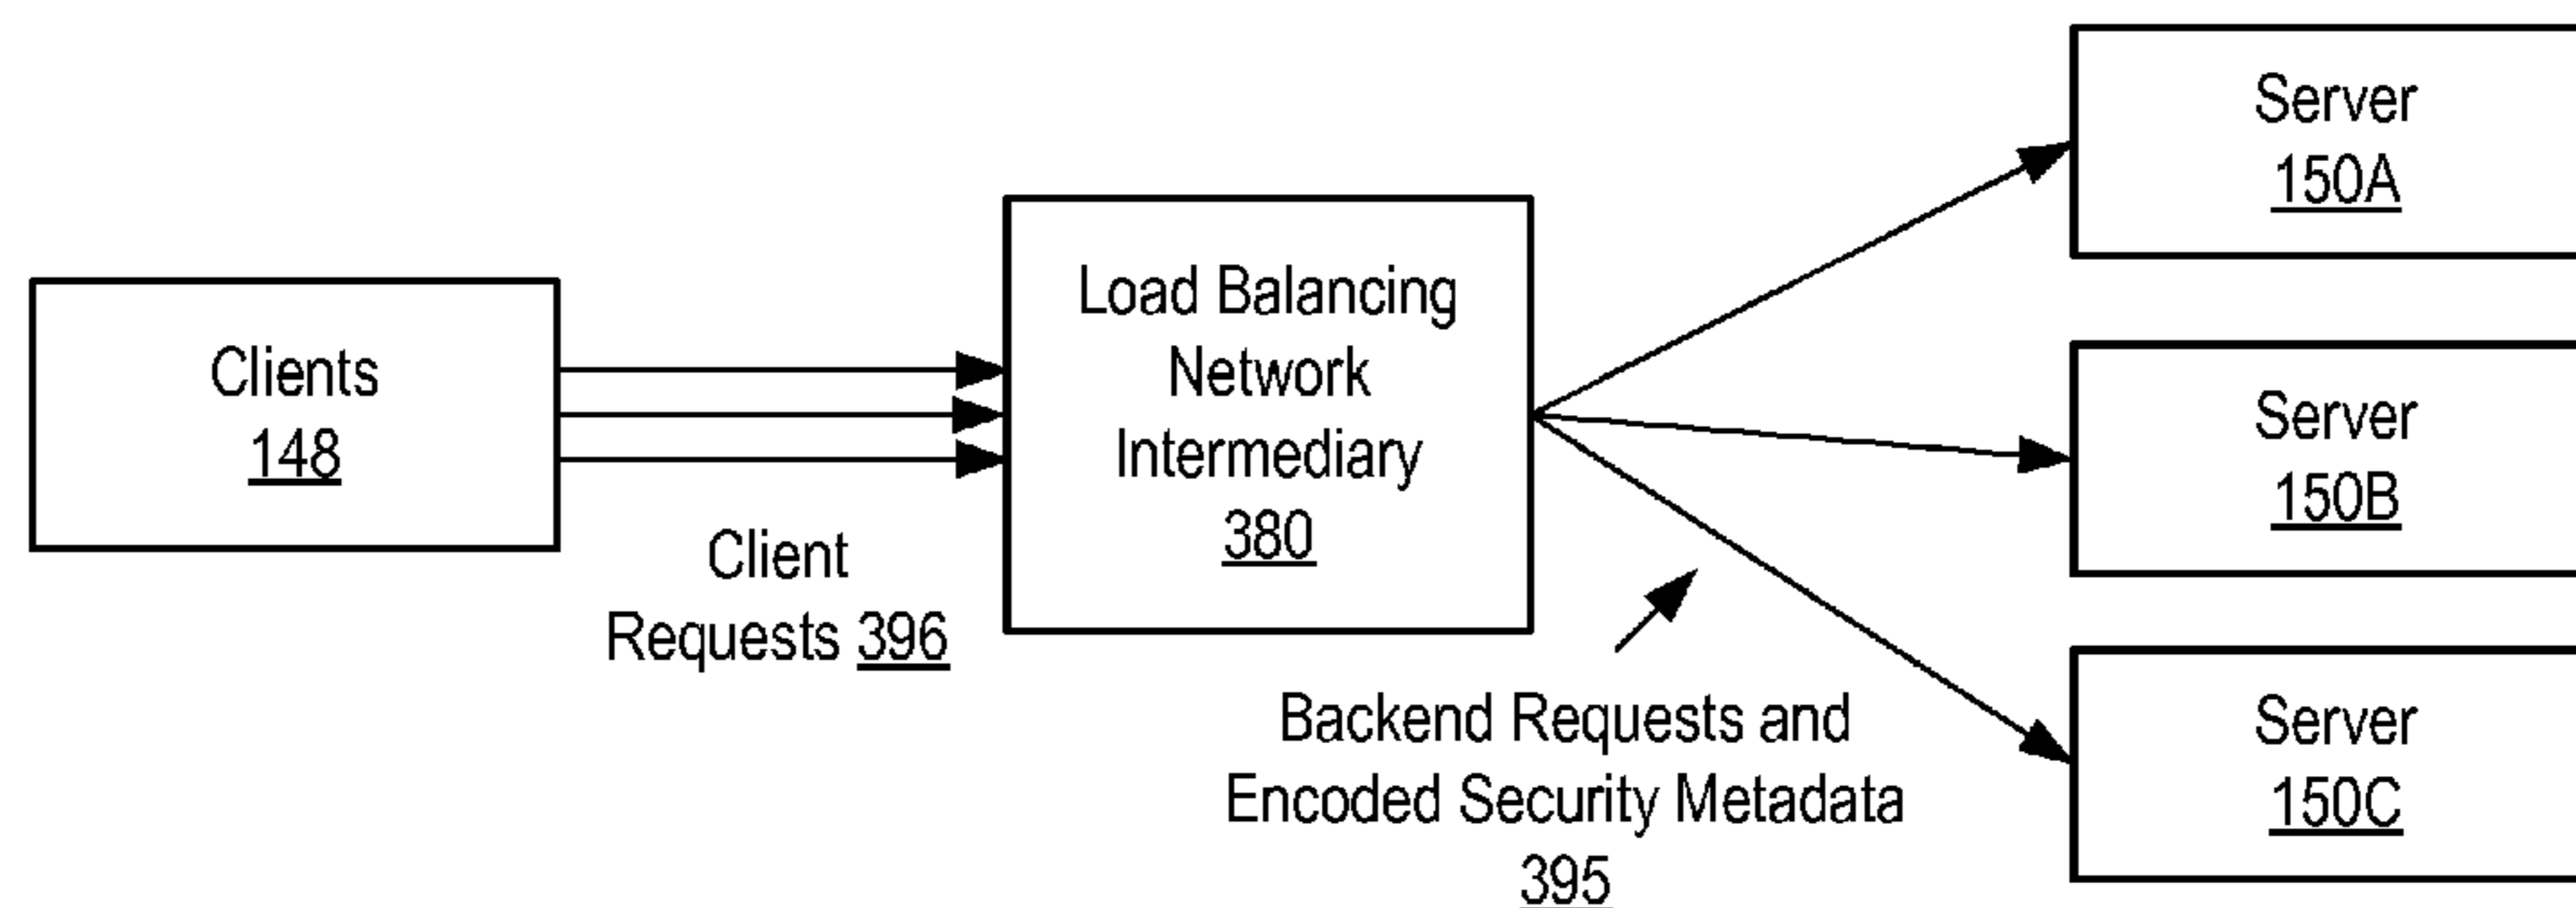 Clients
148
Client
Requests 396
Load Balancing
Network
Intermediary
380
Backend Requests and
Encoded Security Metadata
395
Server
150A
Server
150B
Server
150C